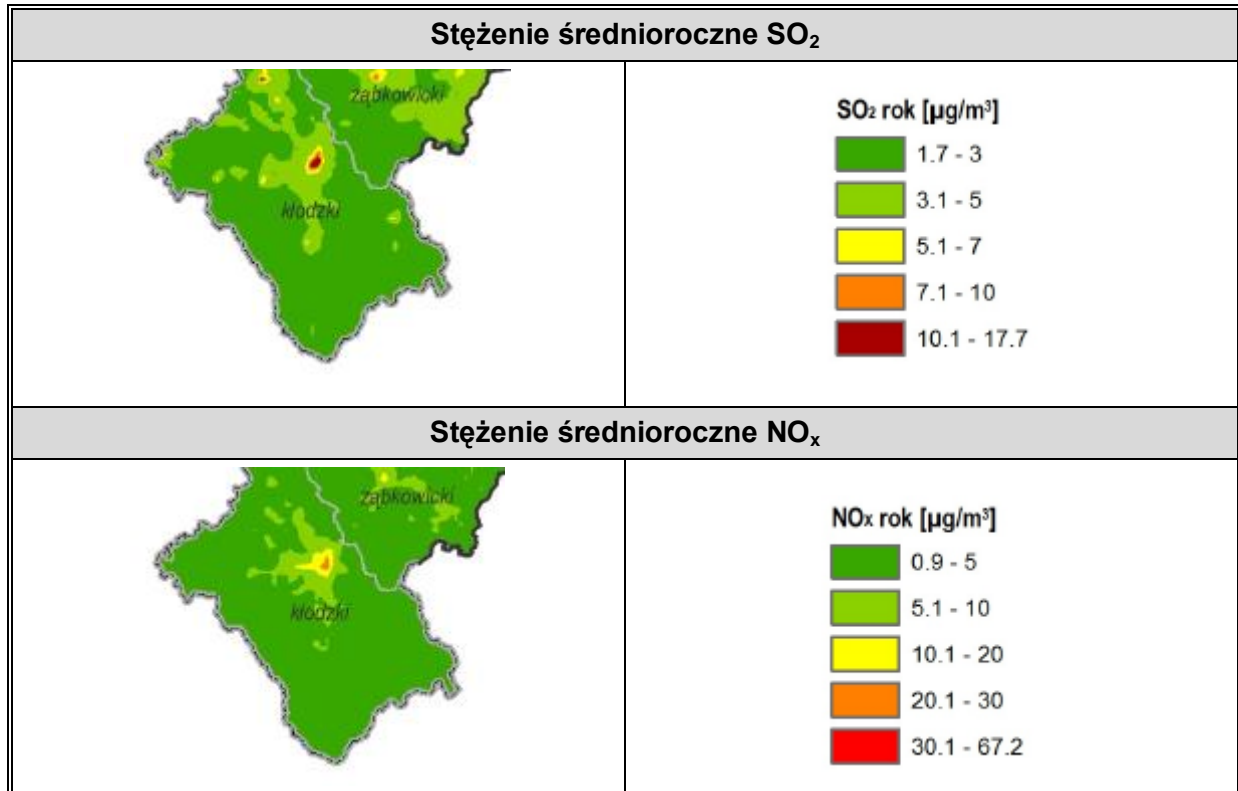 Stężenie średnioroczne SO₂
ząbkowicki
kłodzki
SO₂ rok [µg/m³]
1.7 - 3
3.1 - 5
5.1 - 7
7.1 - 10
10.1 - 17.7
Stężenie średnioroczne NOₓ
ząbkowicki
kłodzki
NOx rok [µg/m³]
0.9 - 5
5.1 - 10
10.1 - 20
20.1 - 30
30.1 - 67.2